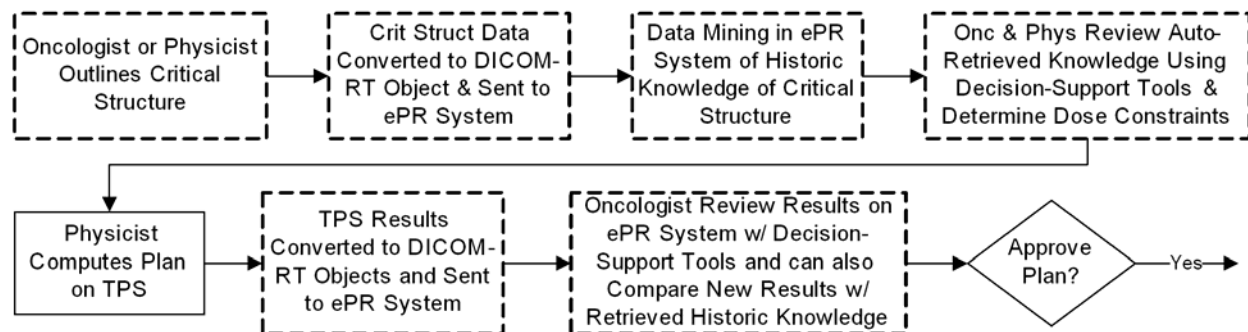 Oncologist or Physicist
Outlines Critical
Structure
Crit Struct Data
Converted to DICOM-
RT Object & Sent to
ePR System
Data Mining in ePR
System of Historic
Knowledge of Critical
Structure
Onc & Phys Review Auto-
Retrieved Knowledge Using
Decision-Support Tools &
Determine Dose Constraints
Physicist
Computes Plan
on TPS
TPS Results
Converted to DICOM-
RT Objects and Sent
to ePR System
Oncologist Review Results on
ePR System w/ Decision-
Support Tools and can also
Compare New Results w/
Retrieved Historic Knowledge
Approve
Plan?
Yes